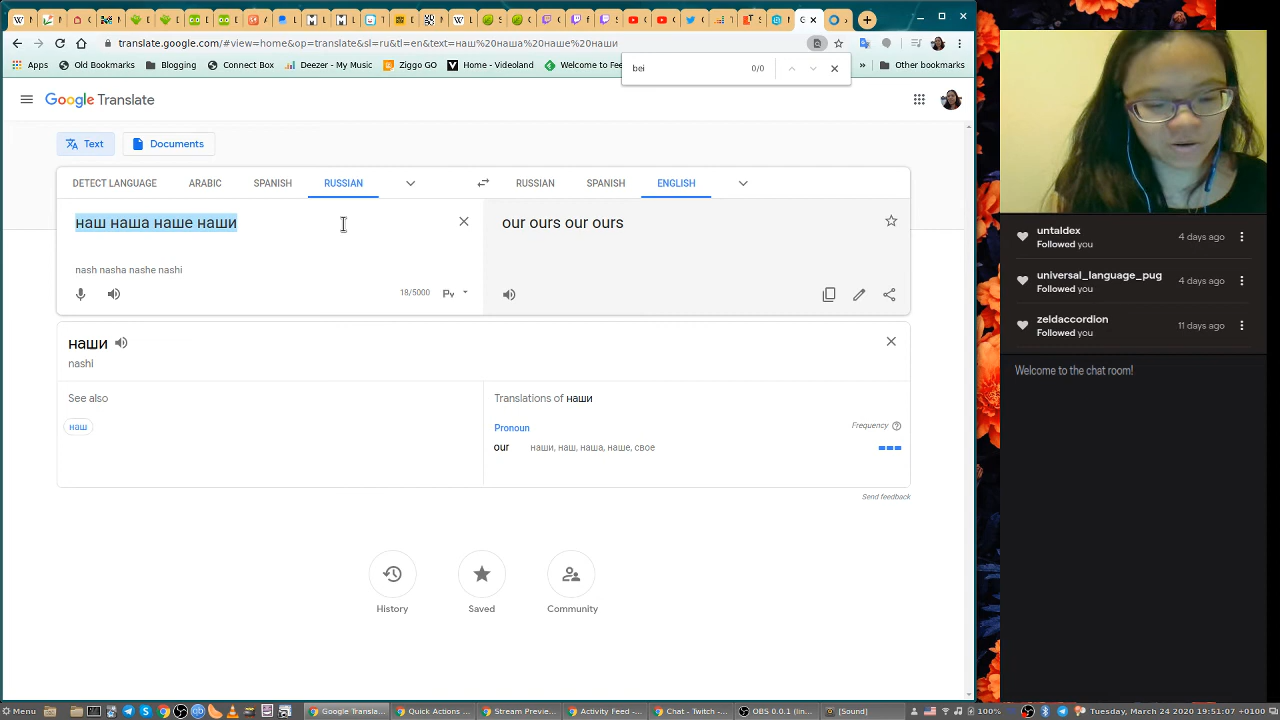 translate.google.com/#view=home&op=translate&sl=ru&tl=en&text=наш%20наша%20наше%20наши
Apps
Old Bookmarks
Blogging
Connect Box
Deezer - My Music
Ziggo GO
Home - Videoland
Welcome to Fee
Other bookmarks
bei
0/0
Google Translate
Text
Documents
DETECT LANGUAGE
ARABIC
SPANISH
RUSSIAN
RUSSIAN
SPANISH
ENGLISH
наш наша наше наши
our ours our ours
nash nasha nashe nashi
18/5000
наши
nashi
See also
наш
Translations of наши
Pronoun
Frequency
our
наши, наш, наша, наше, свое
Send feedback
History
Saved
Community
untaldex
Followed you
4 days ago
universal_language_pug
Followed you
4 days ago
zeldaccordion
Followed you
11 days ago
Welcome to the chat room!
Menu
Google Transla...
Quick Actions ...
Stream Preview...
Activity Feed -...
Chat - Twitch -...
OBS 0.0.1 (lin...
[Sound]
100%
Tuesday, March 24 2020 19:51:07 +0100